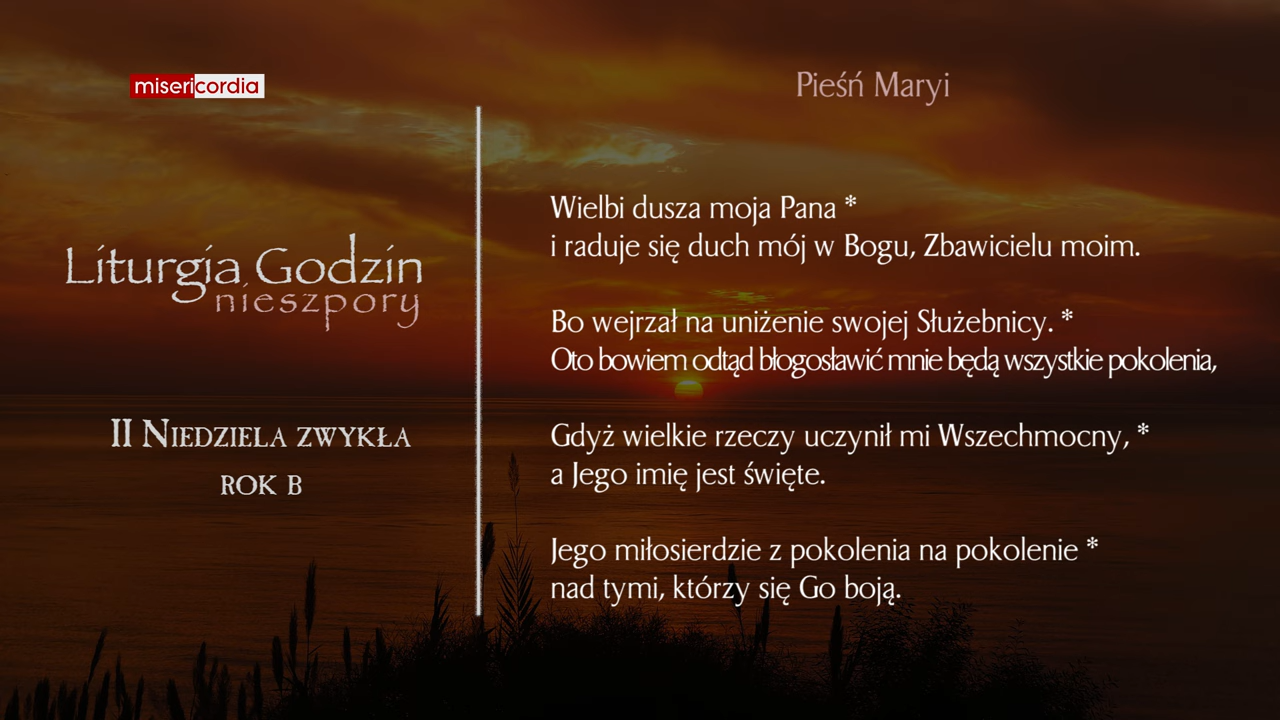 misericordia
Liturgia Godzin
nieszpory
II Niedziela zwykła
rok B
Pieśń Maryi
Wielbi dusza moja Pana *
i raduje się duch mój w Bogu, Zbawicielu moim.
Bo wejrzał na uniżenie swojej Służebnicy. *
Oto bowiem odtąd błogosławić mnie będą wszystkie pokolenia,
Gdyż wielkie rzeczy uczynił mi Wszechmocny, *
a Jego imię jest święte.
Jego miłosierdzie z pokolenia na pokolenie *
nad tymi, którzy się Go boją.